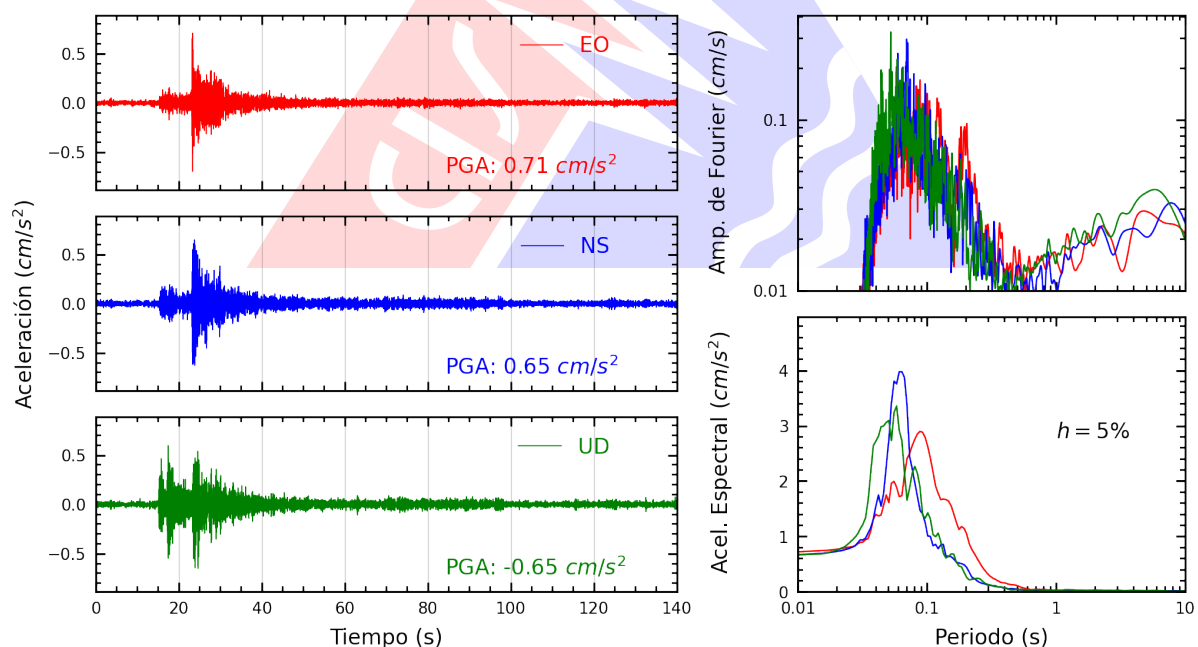 Aceleración (cm/s²)
0.5
0.0
−0.5
EO
PGA: 0.71 cm/s²
0.5
0.0
−0.5
NS
PGA: 0.65 cm/s²
0.5
0.0
−0.5
UD
PGA: -0.65 cm/s²
0 20 40 60 80 100 120 140
Tiempo (s)
Amp. de Fourier (cm/s)
0.1
0.01
Acel. Espectral (cm/s²)
4
3
2
1
0
h = 5%
0.01 0.1 1 10
Periodo (s)